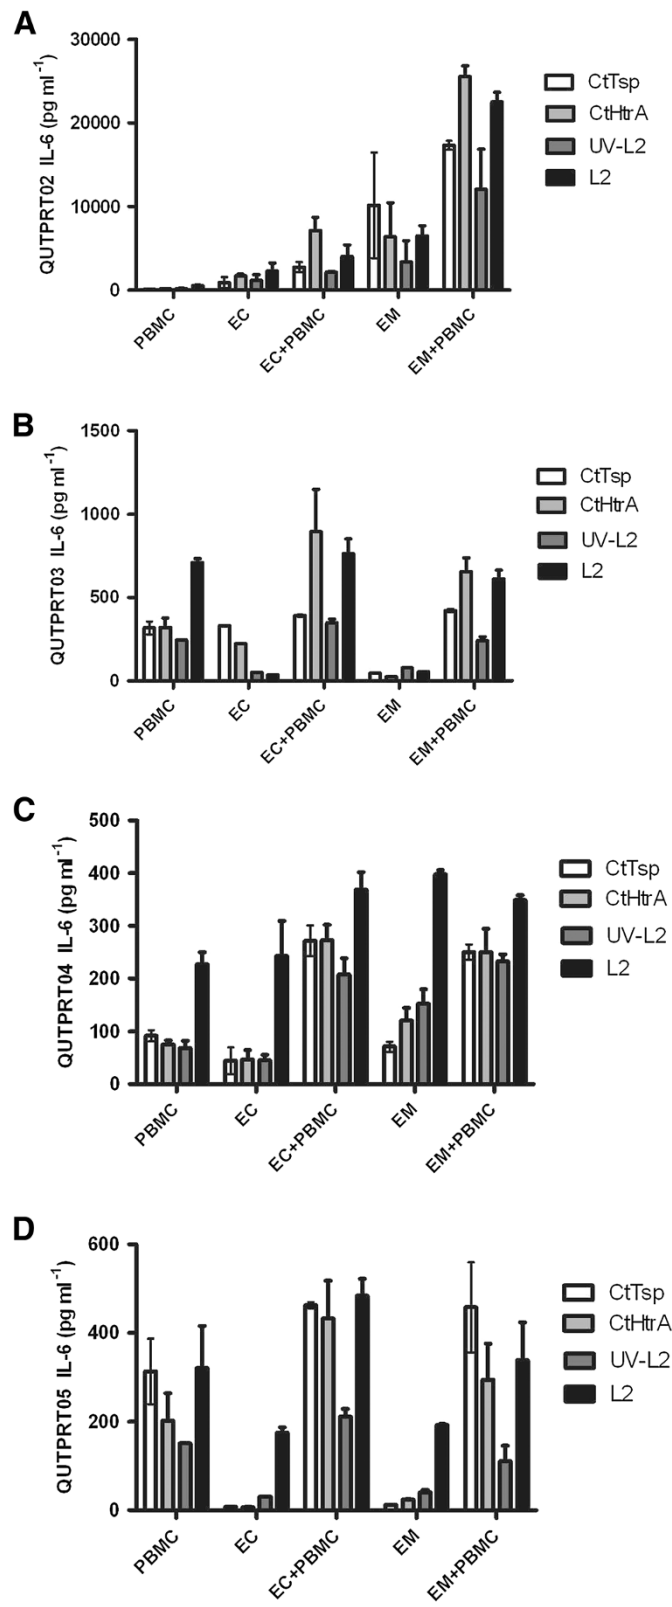 A
QUTPRT02 IL-6 (pg ml⁻¹)
30000
20000
10000
0
PBMC
EC
EC+PBMC
EM
EM+PBMC
CtTsp
CtHtrA
UV-L2
L2
B
QUTPRT03 IL-6 (pg ml⁻¹)
1500
1000
500
0
PBMC
EC
EC+PBMC
EM
EM+PBMC
CtTsp
CtHtrA
UV-L2
L2
C
QUTPRT04 IL-6 (pg ml⁻¹)
500
400
300
200
100
0
PBMC
EC
EC+PBMC
EM
EM+PBMC
CtTsp
CtHtrA
UV-L2
L2
D
QUTPRT05 IL-6 (pg ml⁻¹)
600
400
200
0
PBMC
EC
EC+PBMC
EM
EM+PBMC
CtTsp
CtHtrA
UV-L2
L2